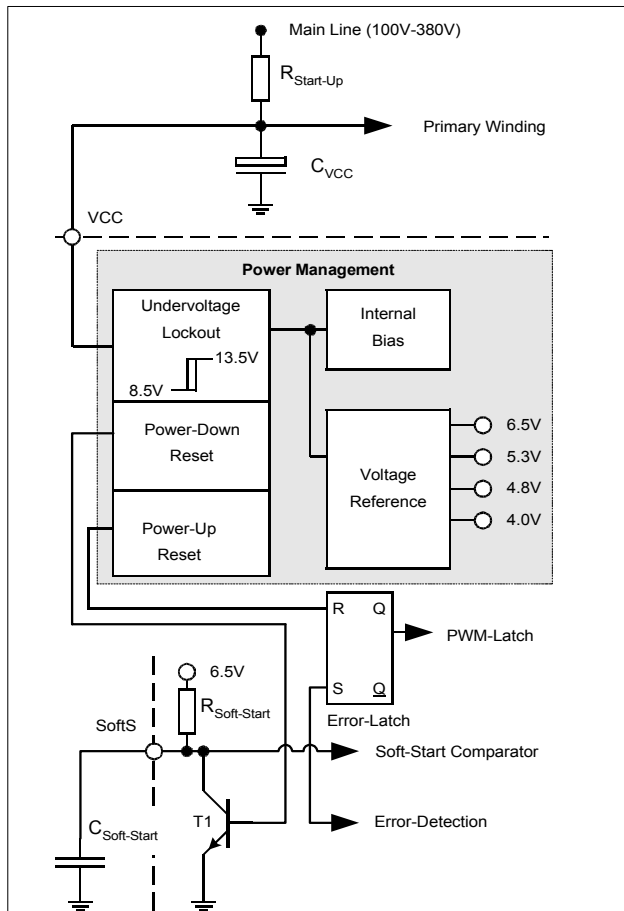 Main Line (100V-380V)
RStart-Up
Primary Winding
CVCC
VCC
Power Management
Undervoltage
Lockout
13.5V
8.5V
Internal
Bias
Power-Down
Reset
Power-Up
Reset
Voltage
Reference
6.5V
5.3V
4.8V
4.0V
R Q
S Q
PWM-Latch
Error-Latch
6.5V
RSoft-Start
SoftS
Soft-Start Comparator
CSoft-Start
T1
Error-Detection